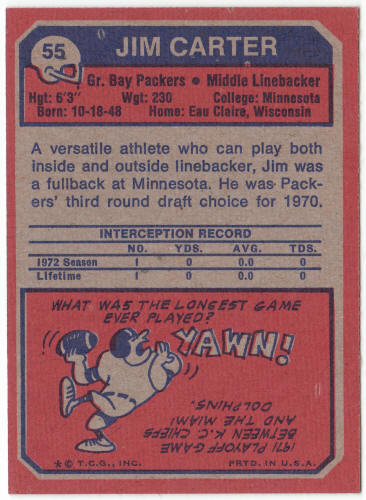 55
JIM CARTER
Gr. Bay Packers ● Middle Linebacker
Hgt: 6'3" Wgt: 230 College: Minnesota
Born: 10-18-48 Home: Eau Claire, Wisconsin
A versatile athlete who can play both
inside and outside linebacker, Jim was
a fullback at Minnesota. He was Pack-
ers' third round draft choice for 1970.
INTERCEPTION RECORD
NO. YDS. AVG. TDS.
1972 Season 1 0 0.0 0
Lifetime 1 0 0.0 0
WHAT WAS THE LONGEST GAME
EVER PLAYED?
YAWN!
1971 PLAYOFF GAME
BETWEEN K.C. CHIEFS
AND THE MIAMI
DOLPHINS.
*© T.C.G., INC. PRTD. IN U.S.A.